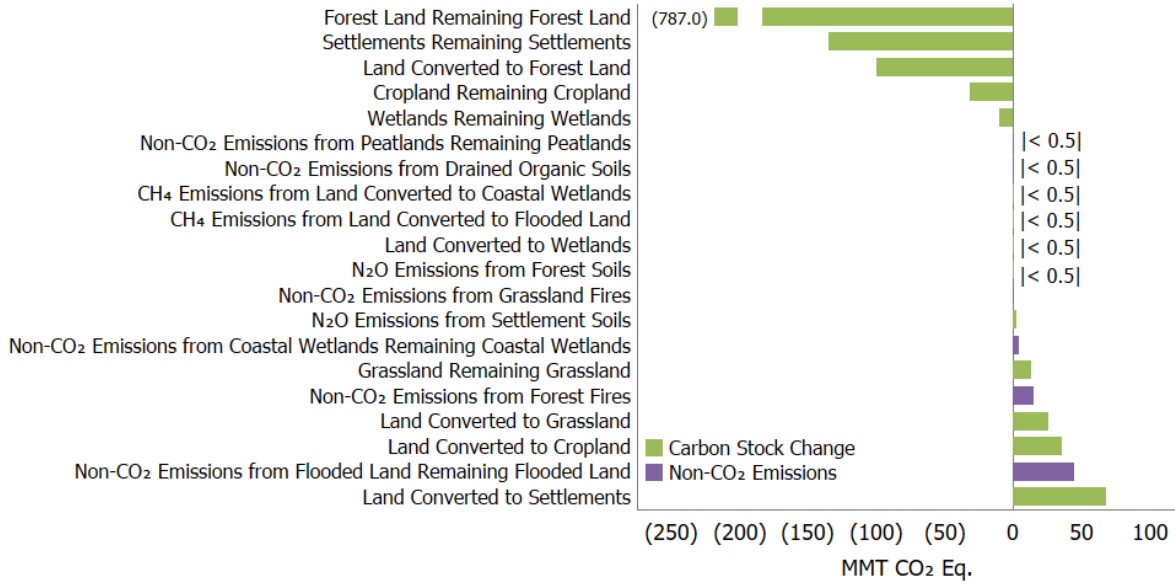 Forest Land Remaining Forest Land (787.0)
Settlements Remaining Settlements
Land Converted to Forest Land
Cropland Remaining Cropland
Wetlands Remaining Wetlands
Non-CO₂ Emissions from Peatlands Remaining Peatlands |< 0.5|
Non-CO₂ Emissions from Drained Organic Soils |< 0.5|
CH₄ Emissions from Land Converted to Coastal Wetlands |< 0.5|
CH₄ Emissions from Land Converted to Flooded Land |< 0.5|
Land Converted to Wetlands |< 0.5|
N₂O Emissions from Forest Soils |< 0.5|
Non-CO₂ Emissions from Grassland Fires
N₂O Emissions from Settlement Soils
Non-CO₂ Emissions from Coastal Wetlands Remaining Coastal Wetlands
Grassland Remaining Grassland
Non-CO₂ Emissions from Forest Fires
Land Converted to Grassland
Land Converted to Cropland
Carbon Stock Change
Non-CO₂ Emissions from Flooded Land Remaining Flooded Land
Non-CO₂ Emissions
Land Converted to Settlements
(250) (200) (150) (100) (50) 0 50 100
MMT CO₂ Eq.